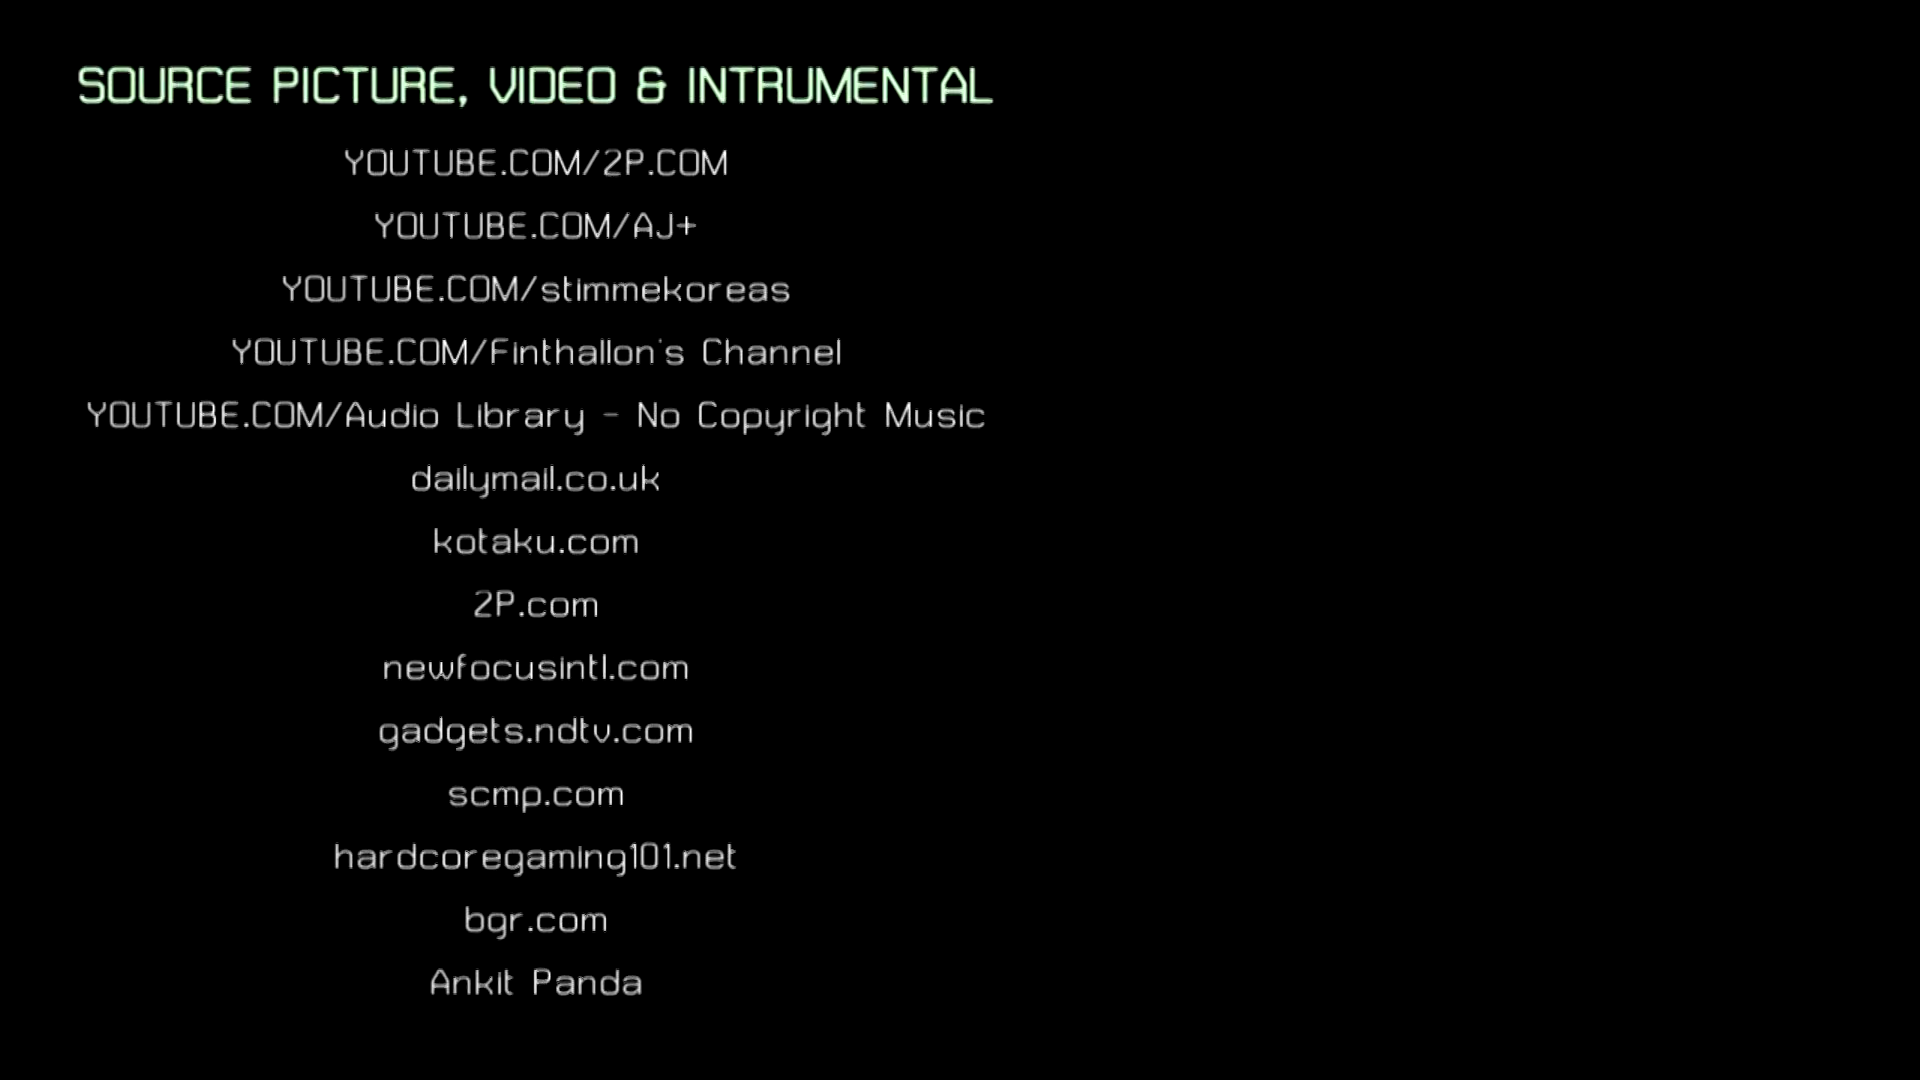 SOURCE PICTURE, VIDEO & INTRUMENTAL
YOUTUBE.COM/2P.COM
YOUTUBE.COM/AJ+
YOUTUBE.COM/stimmekoreas
YOUTUBE.COM/Finthallon's Channel
YOUTUBE.COM/Audio Library - No Copyright Music
dailymail.co.uk
kotaku.com
2P.com
newfocusintl.com
gadgets.ndtv.com
scmp.com
hardcoregaming101.net
bgr.com
Ankit Panda